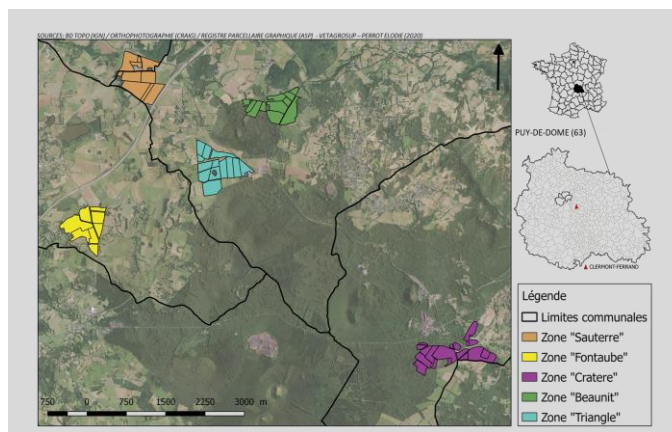 SOURCES: BD TOPO (IGN) / ORTHOPHOTOGRAPHIE (CRAIG) / REGISTRE PARCELLAIRE GRAPHIQUE (ASP) - VETAGROSUP – PERROT ELODIE (2020)
PUY-DE-DOME (63)
CLERMONT-FERRAND
Légende
Limites communales
Zone "Sauterre"
Zone "Fontaube"
Zone "Cratere"
Zone "Beaunit"
Zone "Triangle"
750 0 750 1500 2250 3000 m